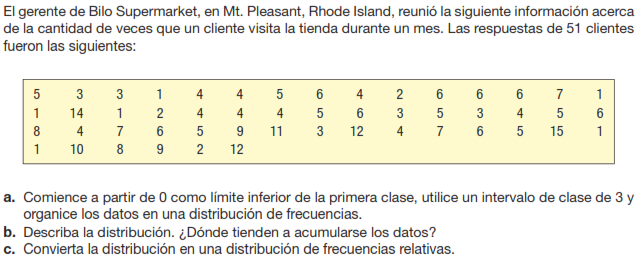 El gerente de Bilo Supermarket, en Mt. Pleasant, Rhode Island, reunió la siguiente información acerca
de la cantidad de veces que un cliente visita la tienda durante un mes. Las respuestas de 51 clientes
fueron las siguientes:
5 3 3 1 4 4 5 6 4 2 6 6 6 7 1
1 14 1 2 4 4 4 5 6 3 5 3 4 5 6
8 4 7 6 5 9 11 3 12 4 7 6 5 15 1
1 10 8 9 2 12
a. Comience a partir de 0 como límite inferior de la primera clase, utilice un intervalo de clase de 3 y
organice los datos en una distribución de frecuencias.
b. Describa la distribución. ¿Dónde tienden a acumularse los datos?
c. Convierta la distribución en una distribución de frecuencias relativas.